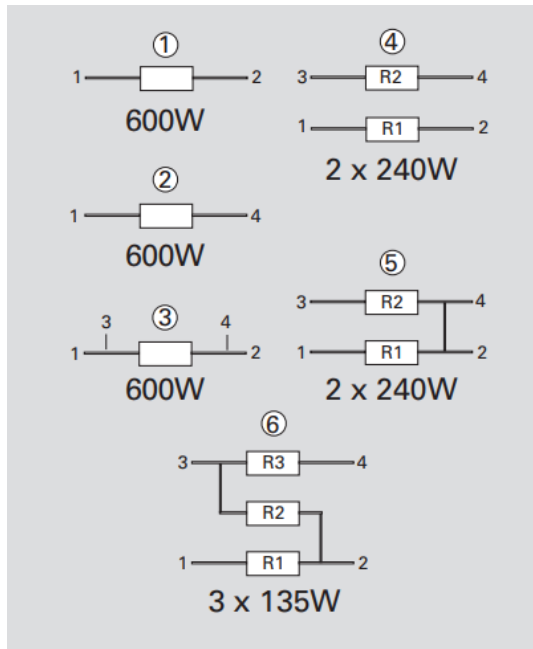 ①
1 2
600W
②
1 4
600W
3 ③ 4
1 2
600W
④
3 R2 4
1 R1 2
2 x 240W
⑤
3 R2 4
1 R1 2
2 x 240W
⑥
3 R3 4
R2
1 R1 2
3 x 135W